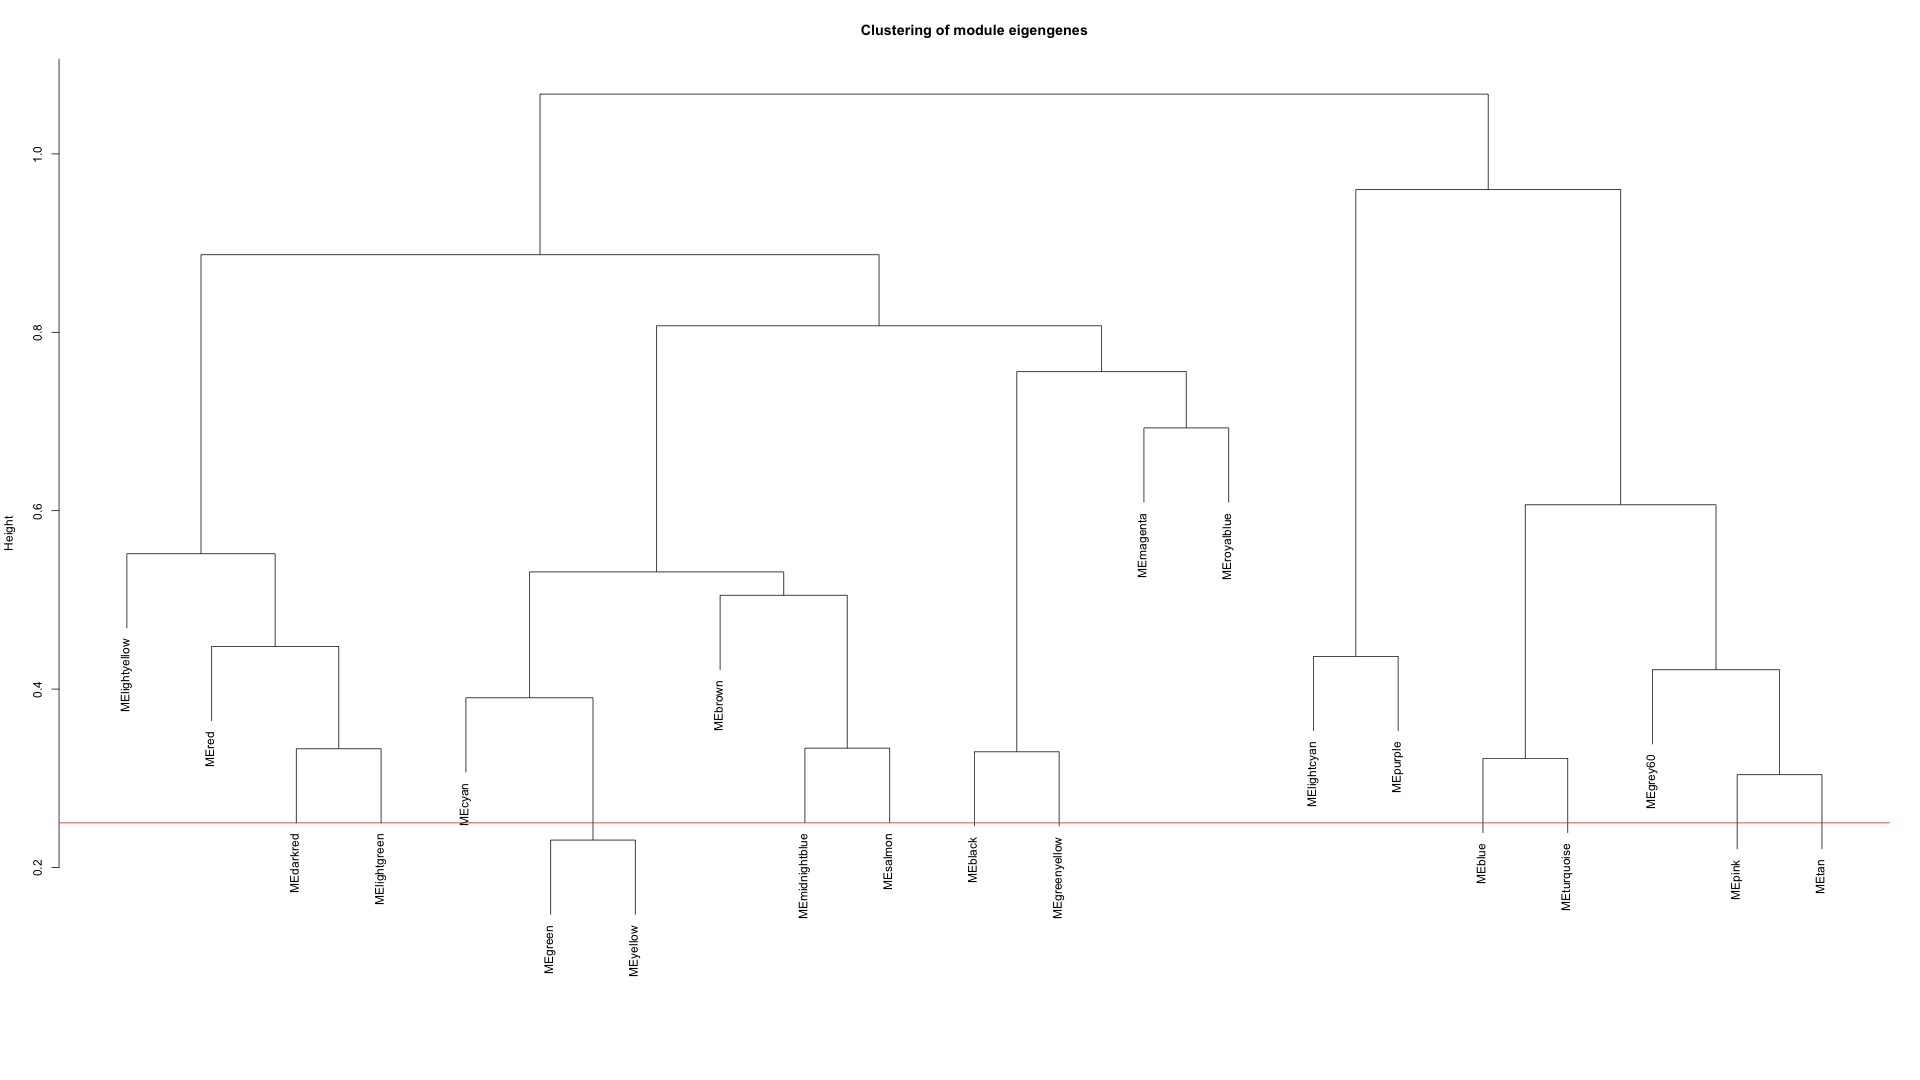 Clustering of module eigengenes
Height
1.0
0.8
0.6
0.4
0.2
MElightyellow
MEred
MEdarkred
MElightgreen
MEcyan
MEgreen
MEyellow
MEbrown
MEmidnightblue
MEsalmon
MEblack
MEgreenyellow
MEmagenta
MEroyalblue
MElightcyan
MEpurple
MEblue
MEturquoise
MEgrey60
MEpink
MEtan